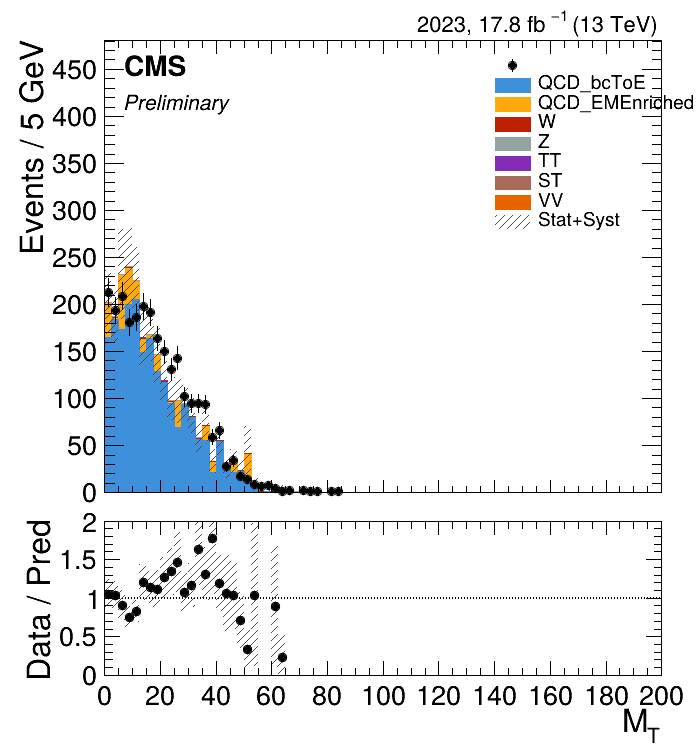 2023, 17.8 fb⁻¹ (13 TeV)
Events / 5 GeV
CMS
Preliminary
QCD_bcToE
QCD_EMEnriched
W
Z
TT
ST
VV
Stat+Syst
450
400
350
300
250
200
150
100
50
0
Data / Pred
2
1.5
1
0.5
0
0 20 40 60 80 100 120 140 160 180 200
M_T